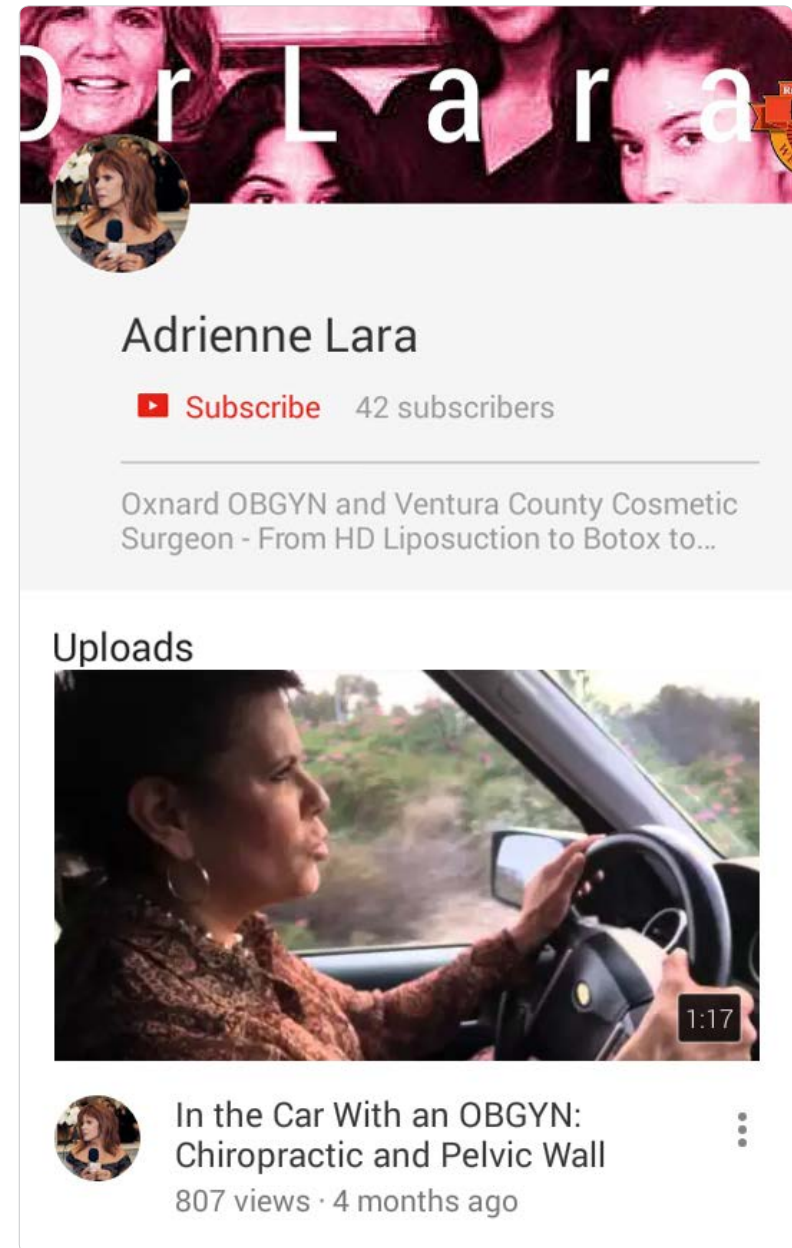 Dr Lara
Adrienne Lara
Subscribe 42 subscribers
Oxnard OBGYN and Ventura County Cosmetic
Surgeon - From HD Liposuction to Botox to...
Uploads
1:17
In the Car With an OBGYN:
Chiropractic and Pelvic Wall
807 views · 4 months ago